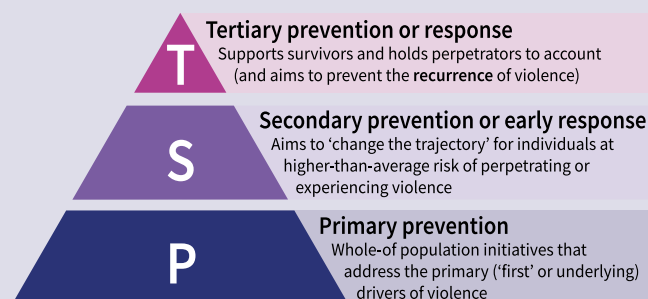 T
Tertiary prevention or response
Supports survivors and holds perpetrators to account
(and aims to prevent the recurrence of violence)
S
Secondary prevention or early response
Aims to ‘change the trajectory’ for individuals at
higher-than-average risk of perpetrating or
experiencing violence
P
Primary prevention
Whole-of population initiatives that
address the primary (‘first’ or underlying)
drivers of violence